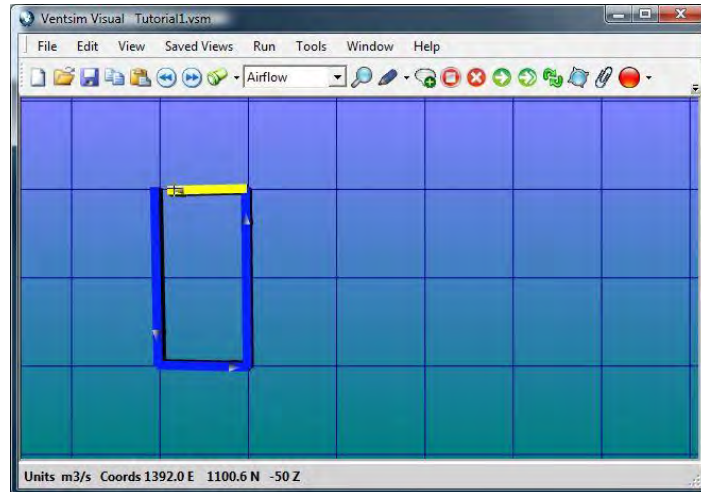 Ventsim Visual Tutorial1.vsm
File Edit View Saved Views Run Tools Window Help
Airflow
Units m3/s Coords 1392.0 E 1100.6 N -50 Z